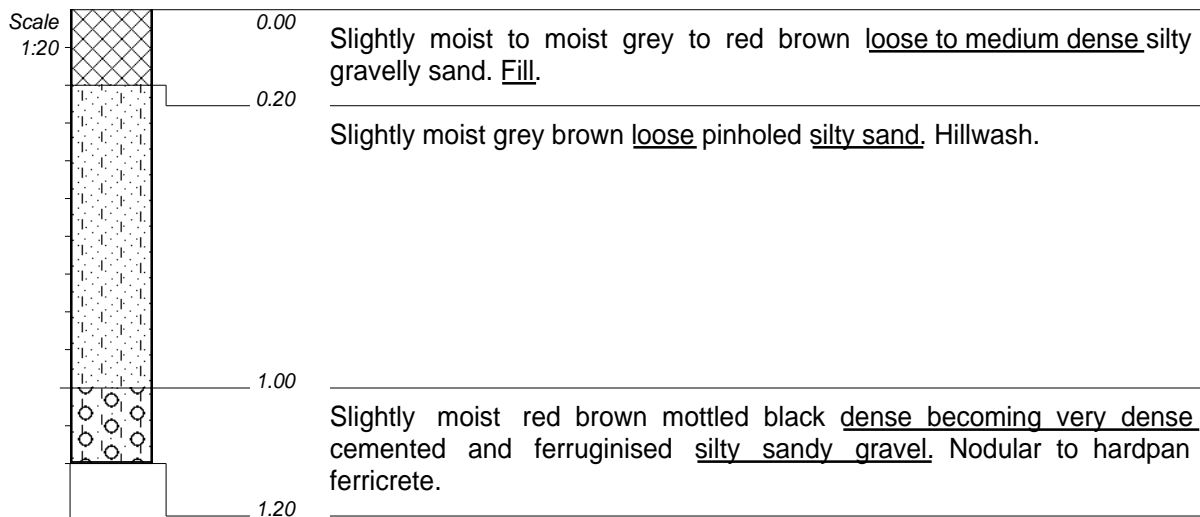 Scale
1:20
0.00
Slightly moist to moist grey to red brown loose to medium dense silty
gravelly sand. Fill.
0.20
Slightly moist grey brown loose pinholed silty sand. Hillwash.
1.00
Slightly moist red brown mottled black dense becoming very dense
cemented and ferruginised silty sandy gravel. Nodular to hardpan
ferricrete.
1.20